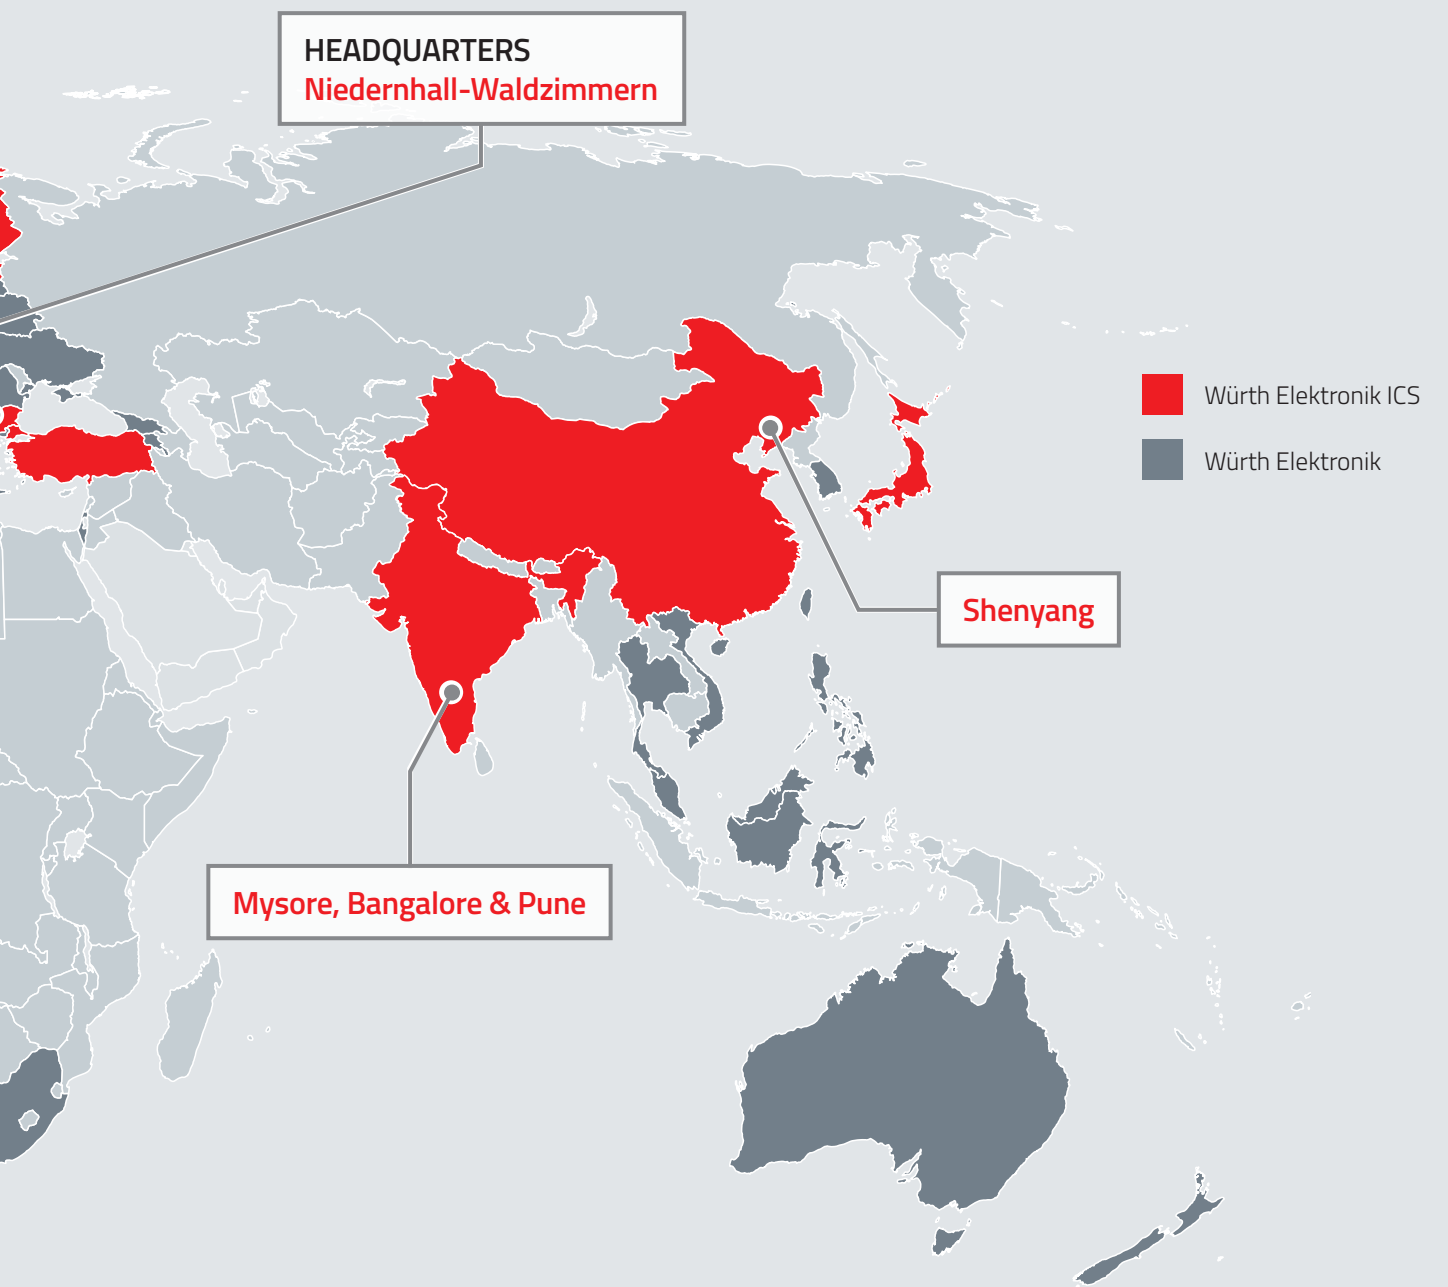 HEADQUARTERS
Niedernhall-Waldzimmern
Würth Elektronik ICS
Würth Elektronik
Shenyang
Mysore, Bangalore & Pune